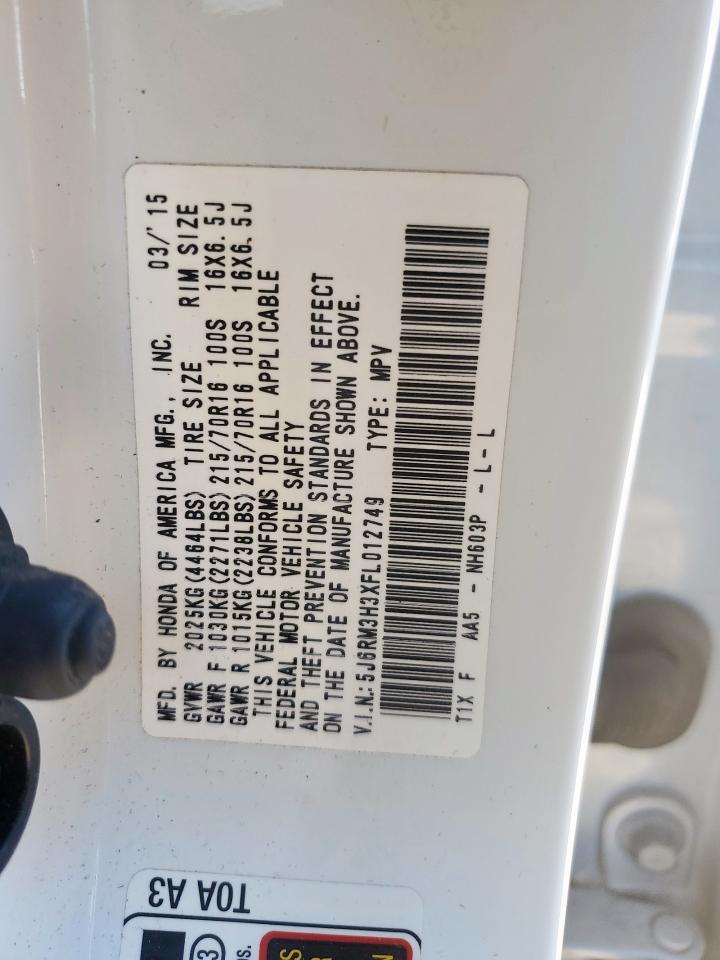 MFD. BY HONDA OF AMERICA MFG., INC. 03/'15
GVWR 2025KG(4464LBS) TIRE SIZE RIM SIZE
GAWR F 1030KG(2271LBS)215/70R16 100S 16X6.5J
GAWR R 1015KG(2238LBS)215/70R16 100S 16X6.5J
THIS VEHICLE CONFORMS TO ALL APPLICABLE
FEDERAL MOTOR VEHICLE SAFETY
AND THEFT PREVENTION STANDARDS IN EFFECT
ON THE DATE OF MANUFACTURE SHOWN ABOVE.
V.I.N.:5J6RM3H3XFL012749 TYPE: MPV
T1X F AA5 - NH603P - L-L
T0A A3
3